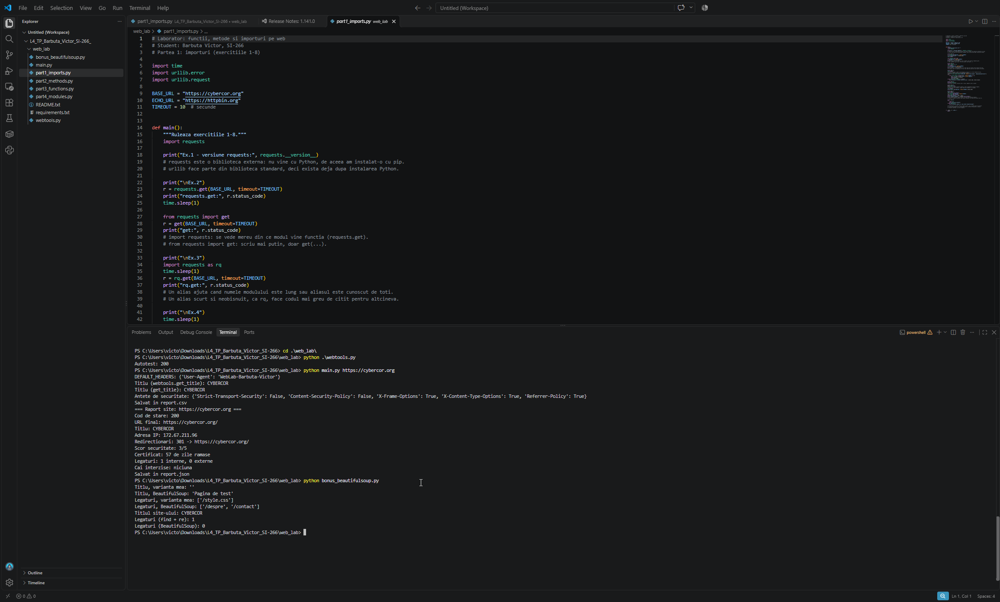 File Edit Selection View Go Run Terminal Help
Untitled (Workspace)
Explorer
Untitled (Workspace)
L4_TP_Barbuta_Victor_SI-266_
web_lab
bonus_beautifulsoup.py
main.py
part1_imports.py
part2_methods.py
part3_functions.py
part4_modules.py
README.txt
requirements.txt
webtools.py
Outline
Timeline
part1_imports.py L4_TP_Barbuta_Victor_SI-266 • web_lab
Release Notes: 1.141.0
part1_imports.py web_lab
web_lab > part1_imports.py > ...
1 # Laborator: functii, metode si importuri pe web
2 # Student: Barbuta Victor, SI-266
3 # Partea 1: importuri (exercitiile 1-8)
4
5 import time
6 import urllib.error
7 import urllib.request
8
9 BASE_URL = "https://cybercor.org"
10 ECHO_URL = "https://httpbin.org"
11 TIMEOUT = 10 # secunde
12
13
14 def main():
15 """Ruleaza exercitiile 1-8."""
16 import requests
17
18 print("Ex.1 - versiune requests:", requests.__version__)
19 # requests este o biblioteca externa: nu vine cu Python, de aceea am instalat-o cu pip.
20 # urllib face parte din biblioteca standard, deci exista deja dupa instalarea Python.
21
22 print("\nEx.2")
23 r = requests.get(BASE_URL, timeout=TIMEOUT)
24 print("requests.get:", r.status_code)
25 time.sleep(1)
26
27 from requests import get
28 r = get(BASE_URL, timeout=TIMEOUT)
29 print("get:", r.status_code)
30 # import requests: se vede mereu din ce modul vine functia (requests.get).
31 # from requests import get: scriu mai putin, doar get(...).
32
33 print("\nEx.3")
34 import requests as rq
35 time.sleep(1)
36 r = rq.get(BASE_URL, timeout=TIMEOUT)
37 print("rq.get:", r.status_code)
38 # Un alias ajuta cand numele modulului este lung sau aliasul este cunoscut de toti.
39 # Un alias scurt si neobisnuit, ca rq, face codul mai greu de citit pentru altcineva.
40
41 print("\nEx.4")
42 time.sleep(1)
Problems Output Debug Console Terminal Ports
powershell
PS C:\Users\victo\Downloads\L4_TP_Barbuta_Victor_SI-266> cd .\web_lab\
PS C:\Users\victo\Downloads\L4_TP_Barbuta_Victor_SI-266\web_lab> python .\webtools.py
Autotest: 200
PS C:\Users\victo\Downloads\L4_TP_Barbuta_Victor_SI-266\web_lab> python main.py https://cybercor.org
DEFAULT_HEADERS: {'User-Agent': 'WebLab-Barbuta-Victor'}
Titlu (webtools.get_title): CYBERCOR
Titlu (get_title): CYBERCOR
Antete de securitate: {'Strict-Transport-Security': False, 'Content-Security-Policy': False, 'X-Frame-Options': True, 'X-Content-Type-Options': True, 'Referrer-Policy': True}
Salvat in report.csv
=== Raport site: https://cybercor.org ===
Cod de stare: 200
URL final: https://cybercor.org/
Titlu: CYBERCOR
Adresa IP: 172.67.211.96
Redirectionari: 301 -> https://cybercor.org/
Scor securitate: 3/5
Certificat: 57 de zile ramase
Legaturi: 1 interne, 0 externe
Cai interzise: niciuna
Salvat in report.json
PS C:\Users\victo\Downloads\L4_TP_Barbuta_Victor_SI-266\web_lab> python bonus_beautifulsoup.py
Titlu, varianta mea: ''
Titlu, BeautifulSoup: 'Pagina de test'
Legaturi, varianta mea: ['/style.css']
Legaturi, BeautifulSoup: ['/despre', '/contact']
Titlul site-ului: CYBERCOR
Legaturi (find + re): 1
Legaturi (BeautifulSoup): 0
PS C:\Users\victo\Downloads\L4_TP_Barbuta_Victor_SI-266\web_lab>
0 0
Ln 1, Col 1 Spaces: 4